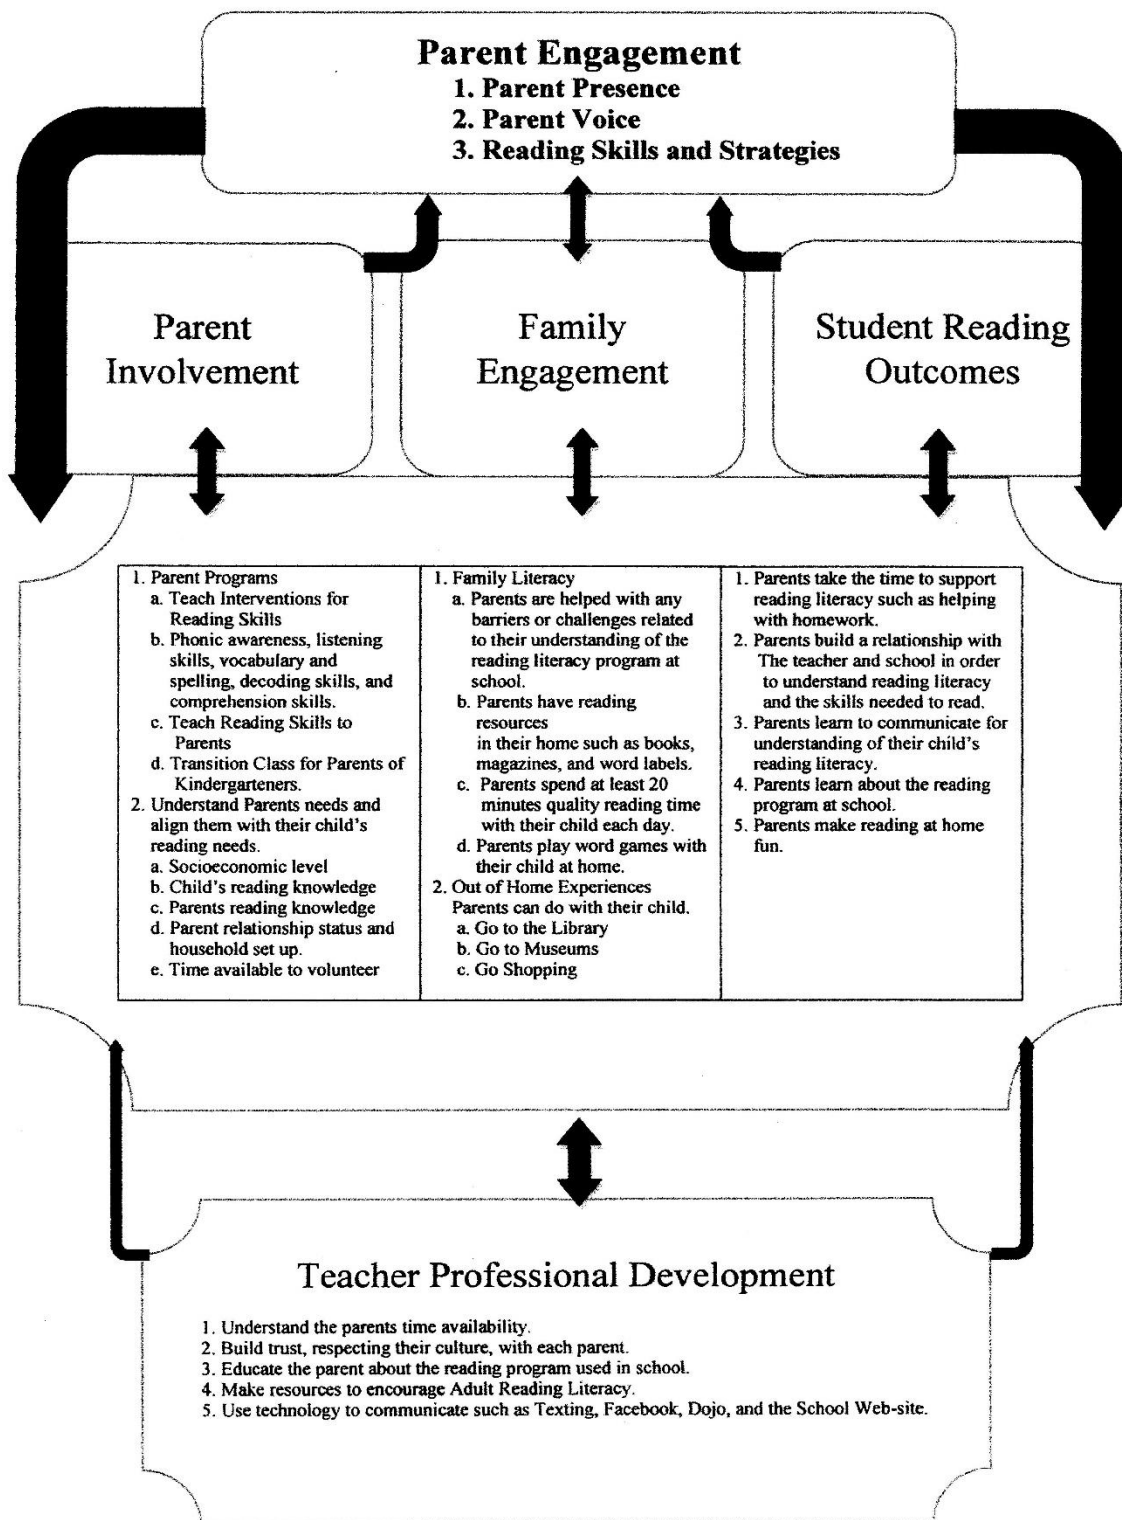 Parent Engagement
1. Parent Presence
2. Parent Voice
3. Reading Skills and Strategies
Parent
Involvement
Family
Engagement
Student Reading
Outcomes
1. Parent Programs
a. Teach Interventions for
Reading Skills
b. Phonic awareness, listening
skills, vocabulary and
spelling, decoding skills, and
comprehension skills.
c. Teach Reading Skills to
Parents
d. Transition Class for Parents of
Kindergarteners.
2. Understand Parents needs and
align them with their child's
reading needs.
a. Socioeconomic level
b. Child's reading knowledge
c. Parents reading knowledge
d. Parent relationship status and
household set up.
e. Time available to volunteer
1. Family Literacy
a. Parents are helped with any
barriers or challenges related
to their understanding of the
reading literacy program at
school.
b. Parents have reading
resources
in their home such as books,
magazines, and word labels.
c. Parents spend at least 20
minutes quality reading time
with their child each day.
d. Parents play word games with
their child at home.
2. Out of Home Experiences
Parents can do with their child.
a. Go to the Library
b. Go to Museums
c. Go Shopping
1. Parents take the time to support
reading literacy such as helping
with homework.
2. Parents build a relationship with
The teacher and school in order
to understand reading literacy
and the skills needed to read.
3. Parents learn to communicate for
understanding of their child's
reading literacy.
4. Parents learn about the reading
program at school.
5. Parents make reading at home
fun.
Teacher Professional Development
1. Understand the parents time availability.
2. Build trust, respecting their culture, with each parent.
3. Educate the parent about the reading program used in school.
4. Make resources to encourage Adult Reading Literacy.
5. Use technology to communicate such as Texting, Facebook, Dojo, and the School Web-site.